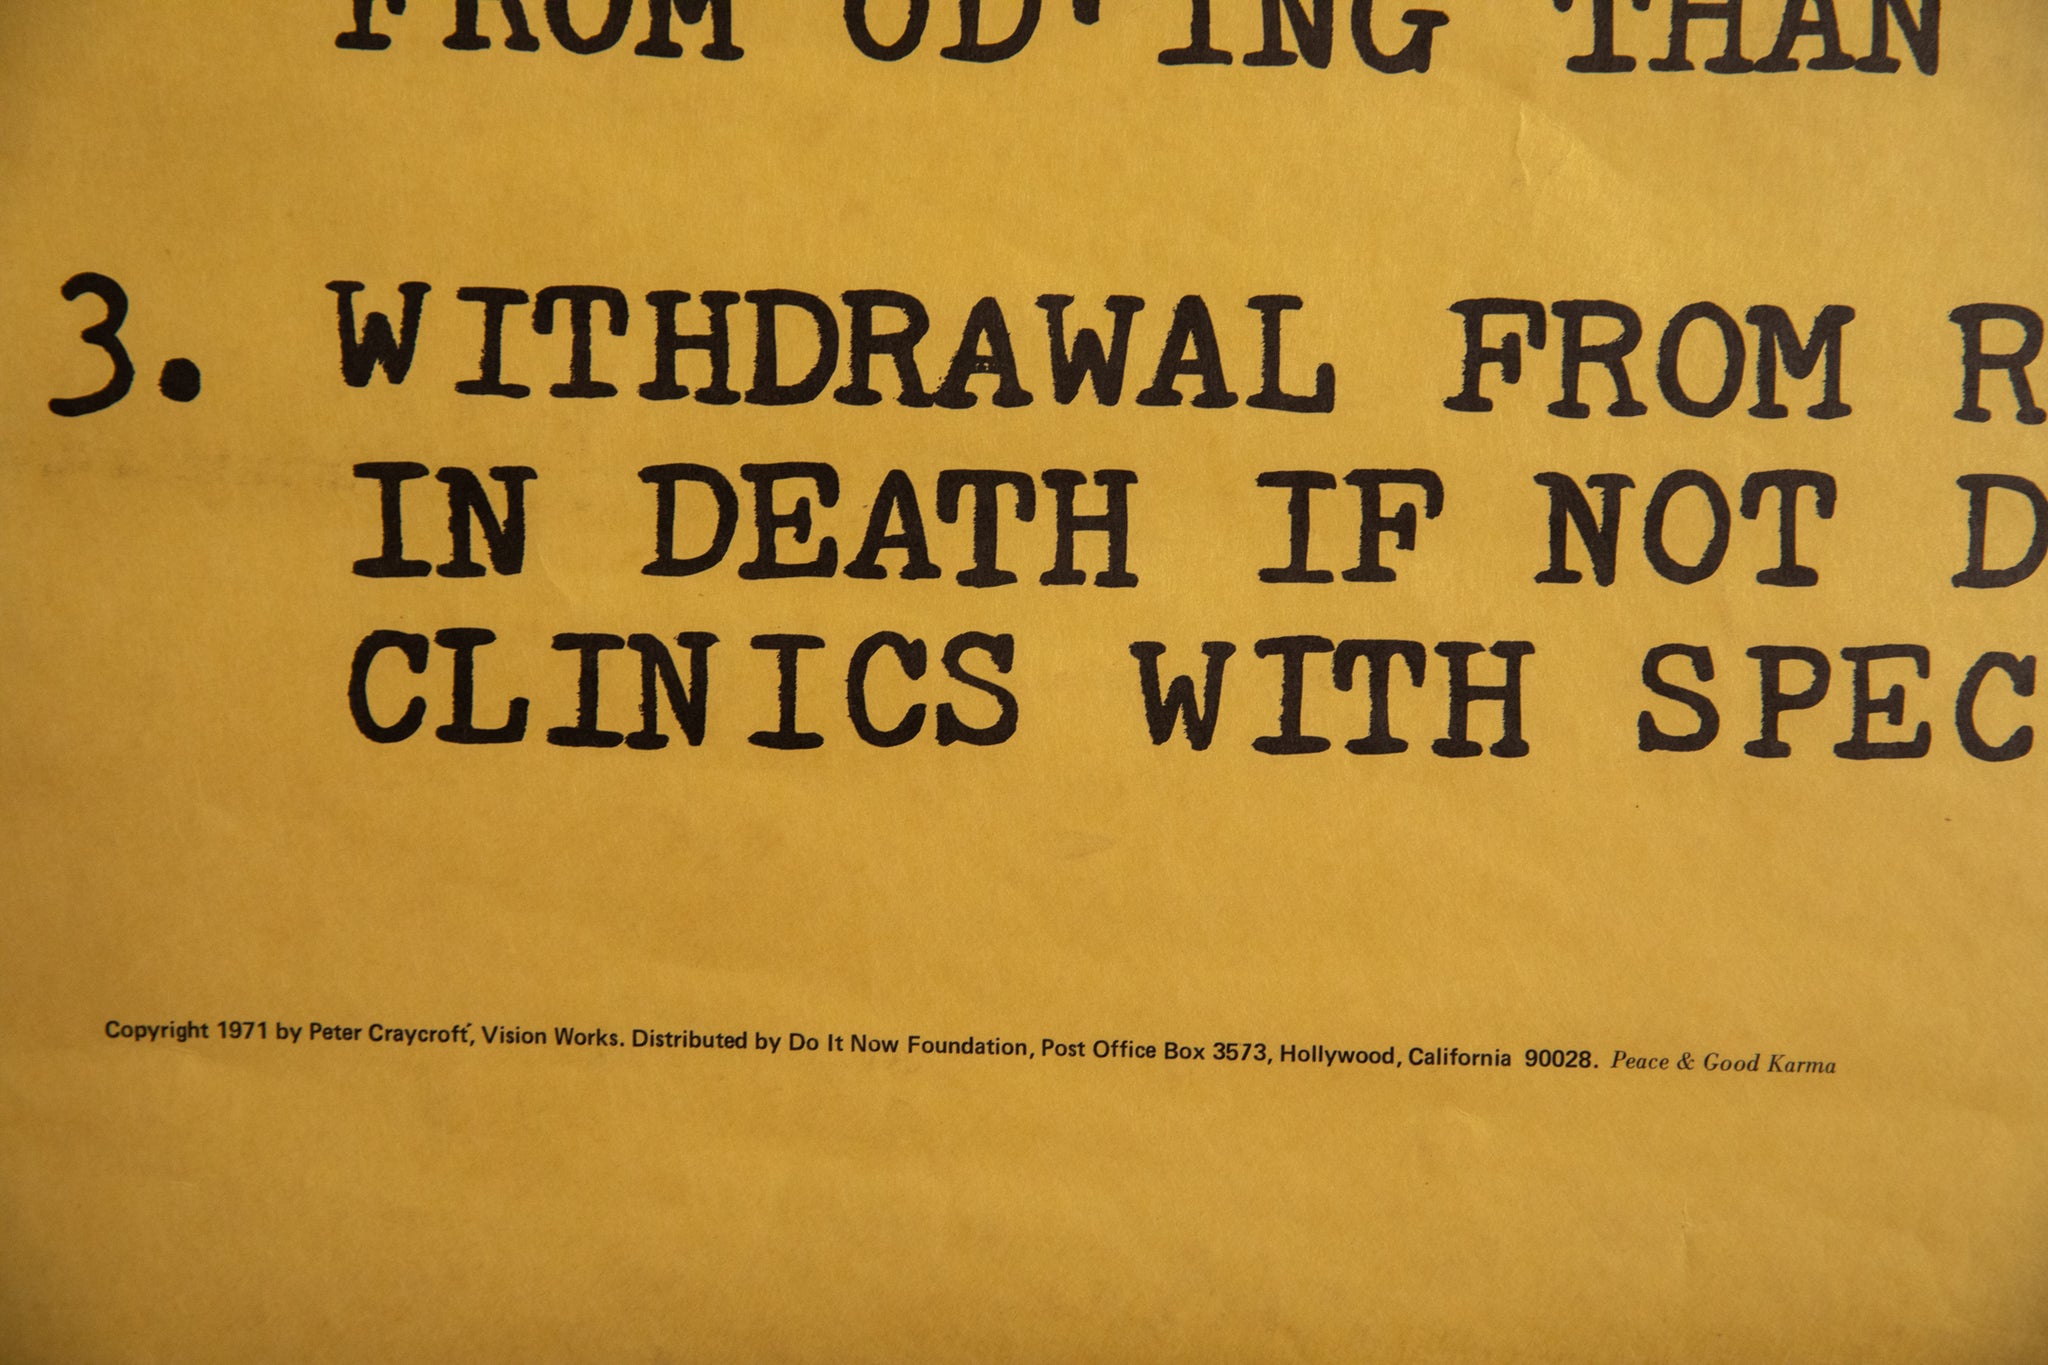 FROM OD'ING THAN
3. WITHDRAWAL FROM R
IN DEATH IF NOT D
CLINICS WITH SPEC
Copyright 1971 by Peter Craycroft, Vision Works. Distributed by Do It Now Foundation, Post Office Box 3573, Hollywood, California 90028. Peace & Good Karma